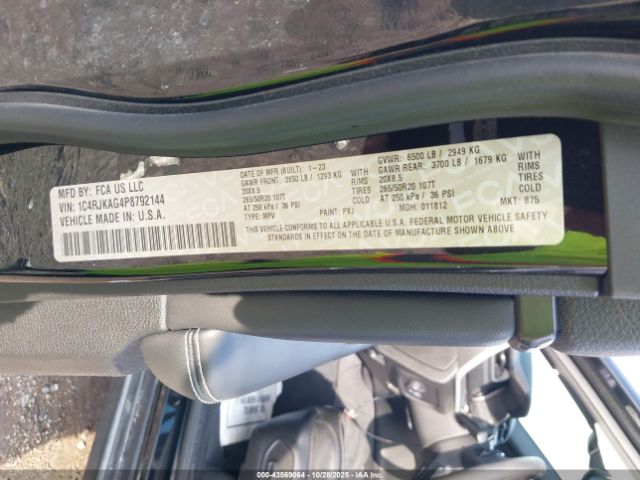 MFD BY: FCA US LLC
VIN: 1C4RJKAG4P8792144
VEHICLE MADE IN: U.S.A.
DATE OF MFR (BUILT): 1-23
GAWR FRONT: 2850 LB / 1293 KG WITH
20X8.5 RIMS
265/50R20 107T TIRES
AT 250 kPa / 36 PSI COLD
TYPE: MPV PAINT: PXJ
GVWR: 6500 LB / 2949 KG
GAWR REAR: 3700 LB / 1679 KG WITH
20X8.5 RIMS
265/50R20 107T TIRES
AT 250 kPa / 36 PSI COLD
MDH: 011812 MKT: 875
THIS VEHICLE CONFORMS TO ALL APPLICABLE U.S.A. FEDERAL MOTOR VEHICLE SAFETY, BUMPER,
AND THEFT PREVENTION STANDARDS IN EFFECT ON THE DATE OF MANUFACTURE SHOWN ABOVE.
000-43569064 | 10/28/2025 | IAA